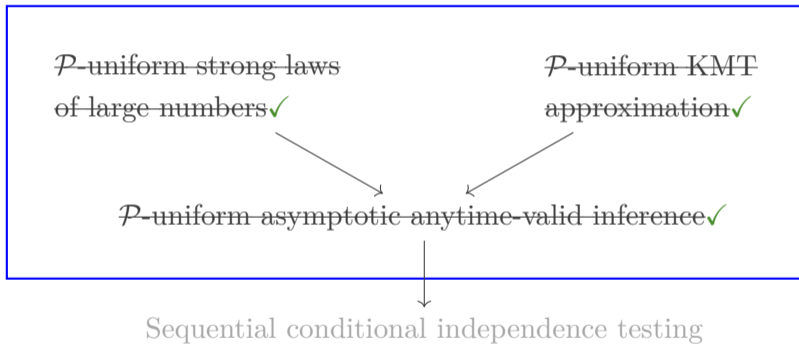 𝒫-uniform strong laws
of large numbers✓
𝒫-uniform KMT
approximation✓
𝒫-uniform asymptotic anytime-valid inference✓
Sequential conditional independence testing